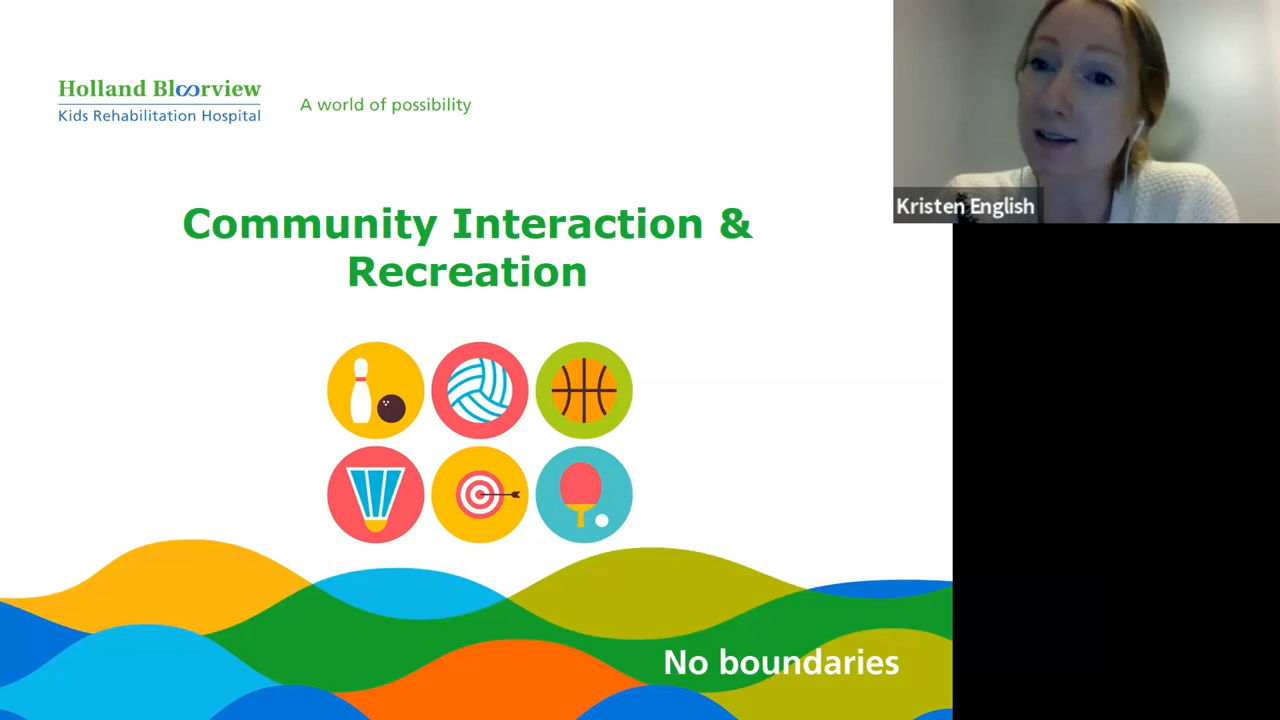 Holland Bloorview
Kids Rehabilitation Hospital
A world of possibility
Community Interaction &
Recreation
Kristen English
No boundaries